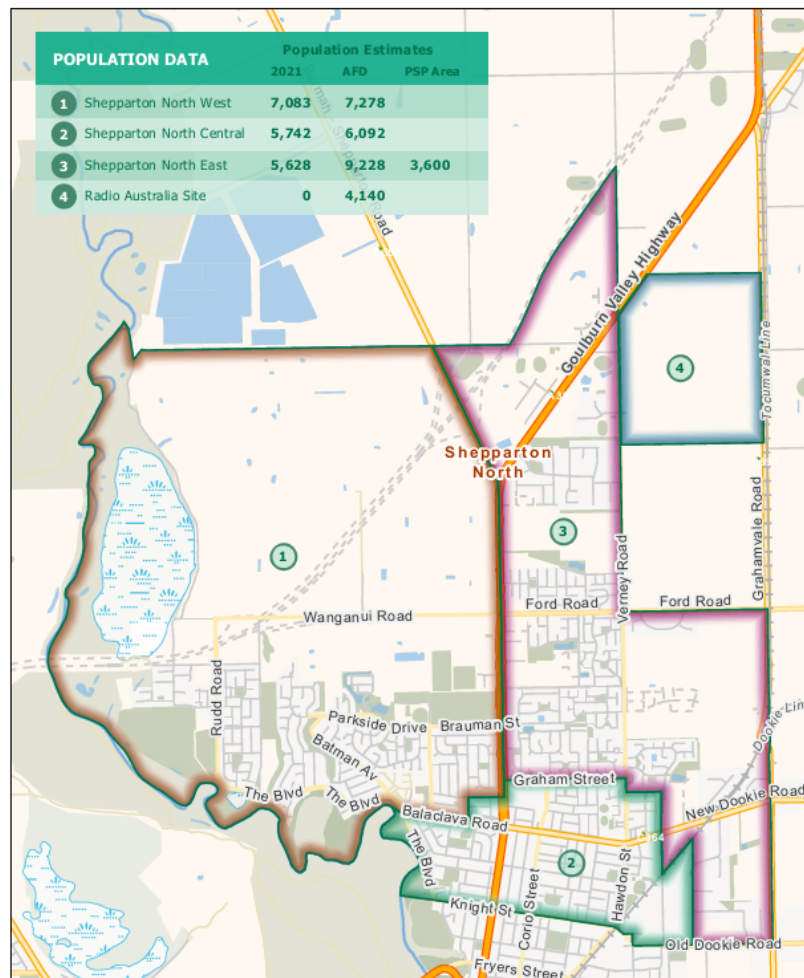 POPULATION DATA
Population Estimates
2021 AFD PSP Area
1 Shepparton North West 7,083 7,278
2 Shepparton North Central 5,742 6,092
3 Shepparton North East 5,628 9,228 3,600
4 Radio Australia Site 0 4,140
Shepparton Road
Goulburn Valley Highway
4
Tocumwal Line
Shepparton
North
3
1
Grahamvale Road
Verney Road
Ford Road
Ford Road
Wanganui Road
Rudd Road
Parkside Drive
Brauman St
Batman Av
Dookie Line
The Blvd
The Blvd
Graham Street
New Dookie Road
Balaclava Road
The Blvd
2
Hawdon St
Corio Street
Knight St
Old Dookie Road
Fryers Street